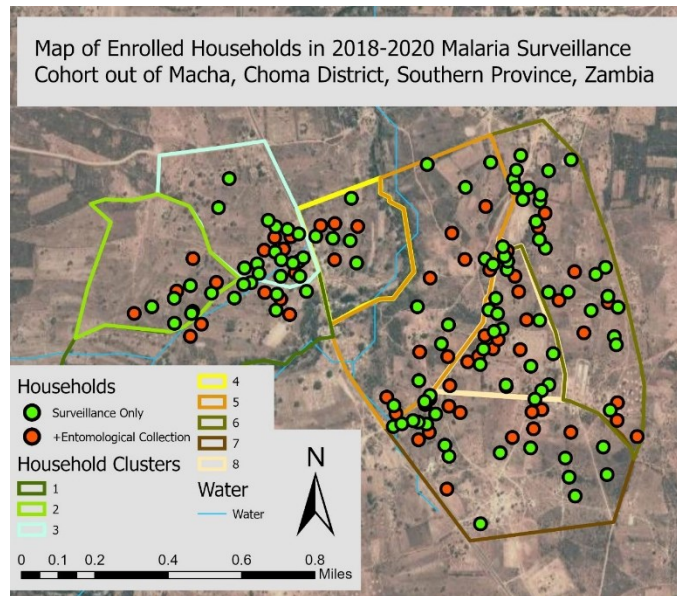 Map of Enrolled Households in 2018-2020 Malaria Surveillance
Cohort out of Macha, Choma District, Southern Province, Zambia
Households
Surveillance Only
+Entomological Collection
Household Clusters
1
2
3
4
5
6
7
8
Water
Water
N
0 0.1 0.2 0.4 0.6 0.8
Miles